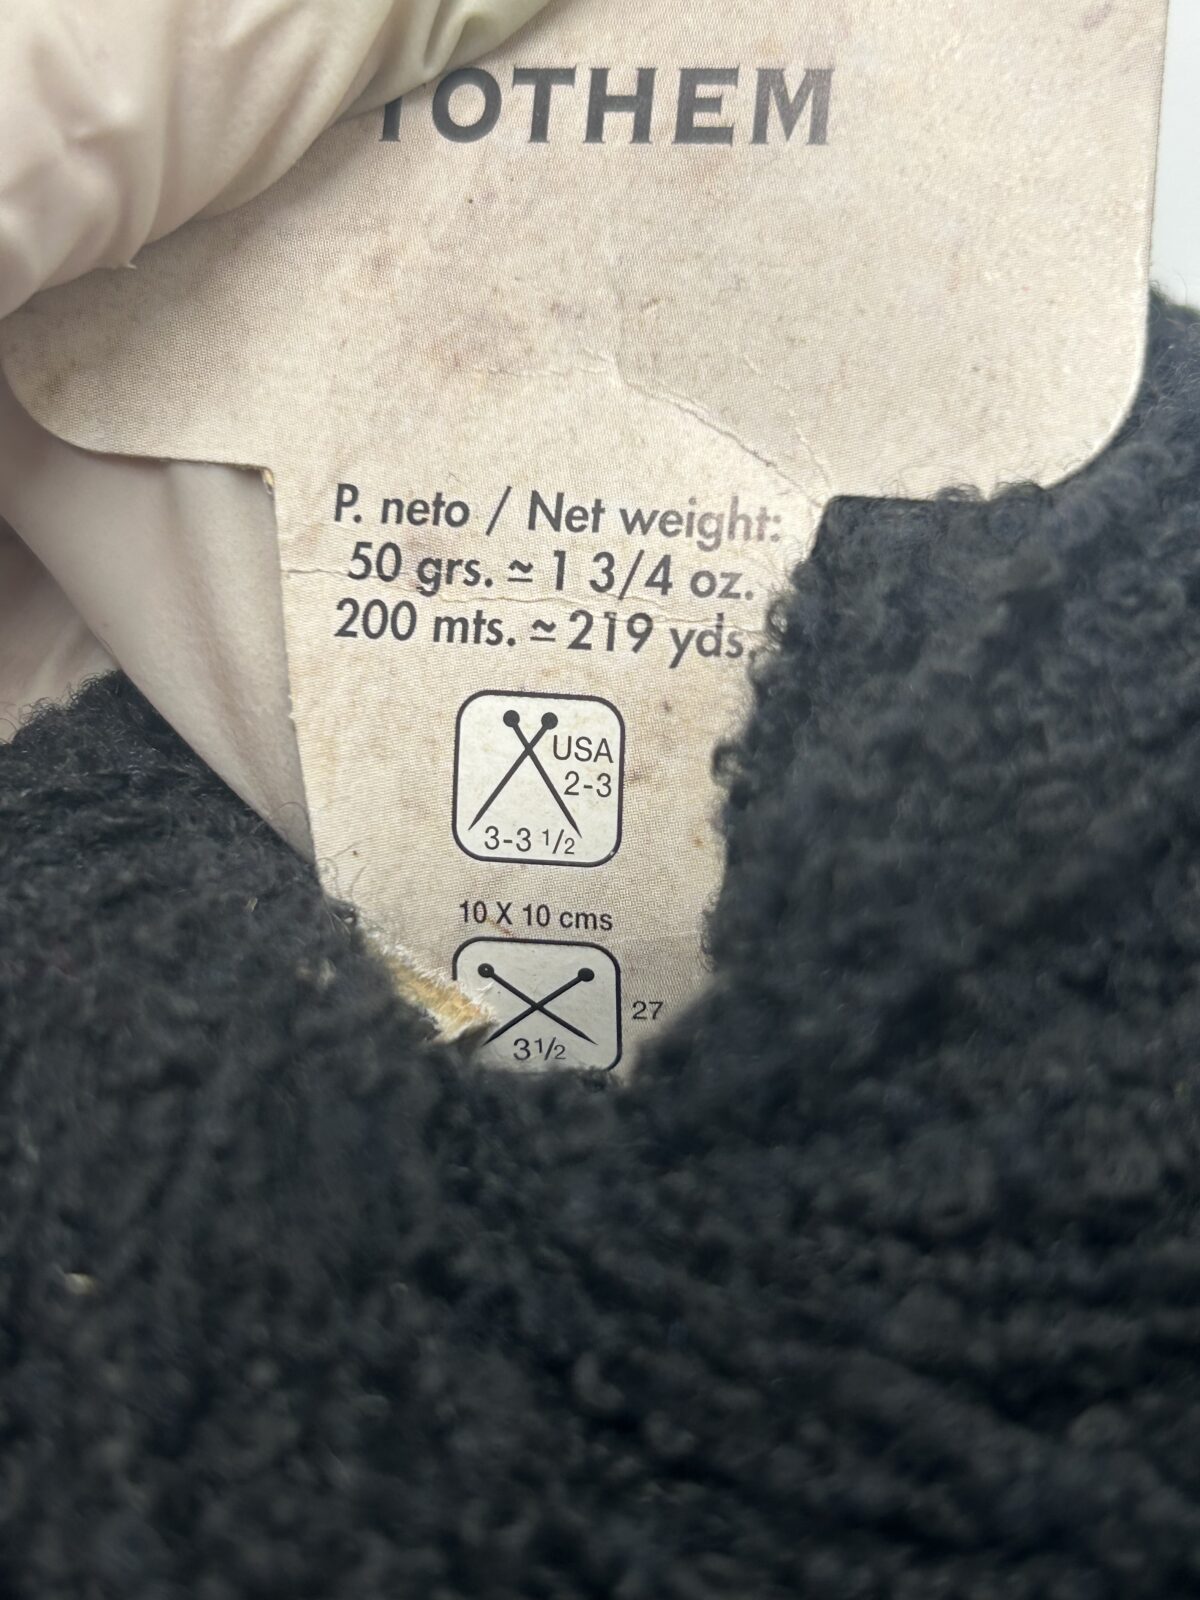 TOTHEM
P. neto / Net weight:
50 grs. ≃ 1 3/4 oz.
200 mts. ≃ 219 yds.
USA
2-3
3-3 1/2
10 X 10 cms
27
3 1/2